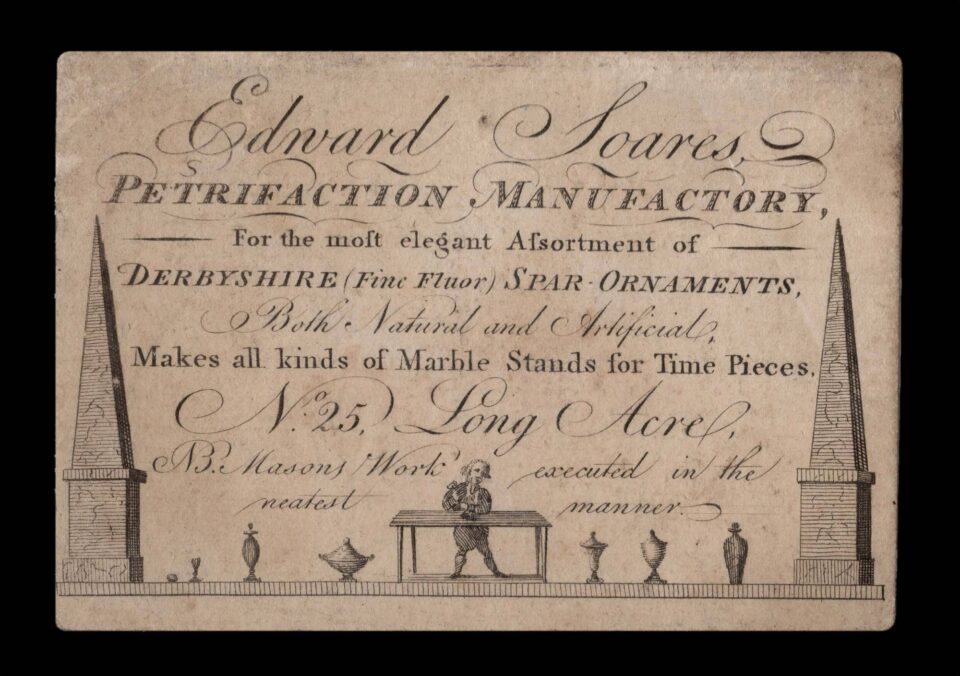 Edward Soares,
PETRIFACTION MANUFACTORY,
For the moſt elegant Aſsortment of
DERBYSHIRE (Fine Fluor) SPAR-ORNAMENTS,
Both Natural and Artificial,
Makes all kinds of Marble Stands for Time Pieces.
No. 25, Long Acre,
NB. Masons Work executed in the
neatest manner.